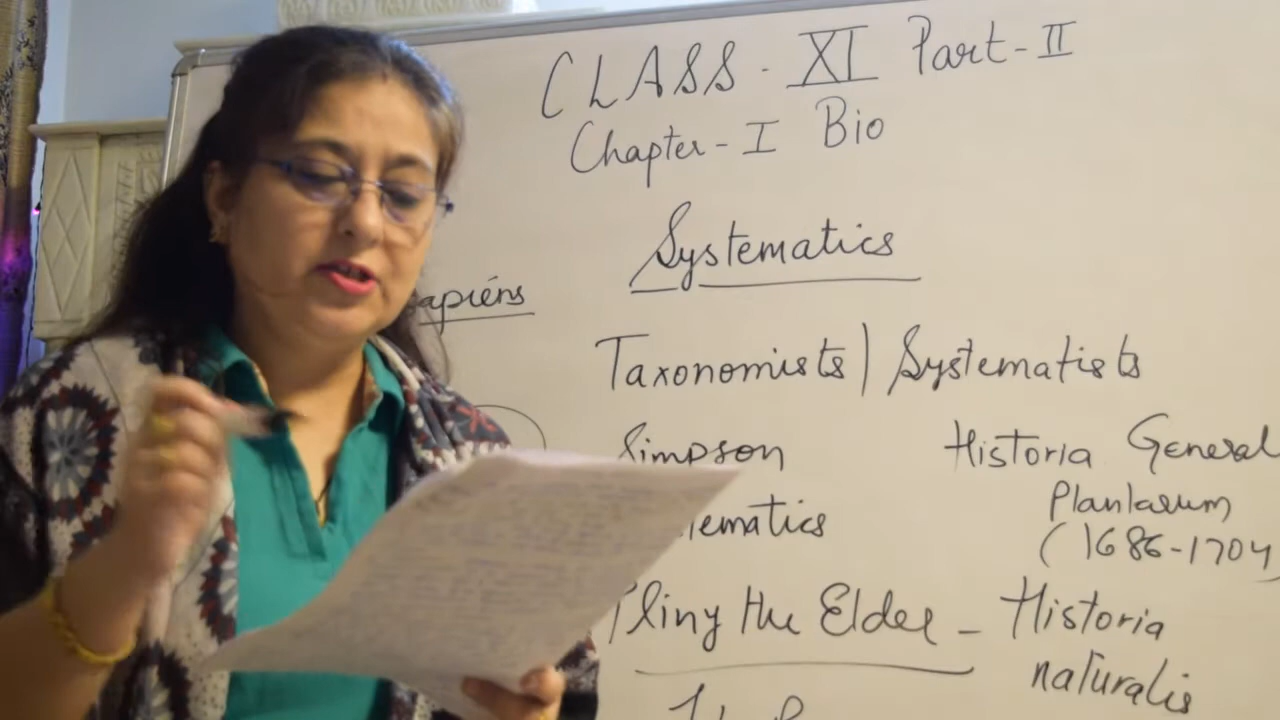 CLASS - XI Part-II
Chapter-I Bio
Systematics
Taxonomists | Systematists
Simpson
Historia General
Plantarum
(1686-1704)
Pliny the Elder - Historia
naturalis